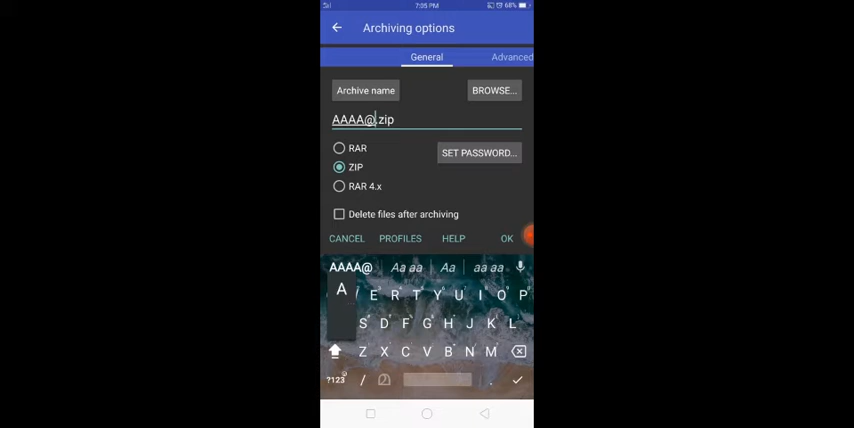 7:05 PM 68%
Archiving options
General Advanced
Archive name BROWSE...
AAAA@.zip
RAR
ZIP SET PASSWORD...
RAR 4.x
Delete files after archiving
CANCEL PROFILES HELP OK
AAAA@ Aa aa Aa aa aa
A E R T Y U I O P
S D F G H J K L
Z X C V B N M
?123 / .